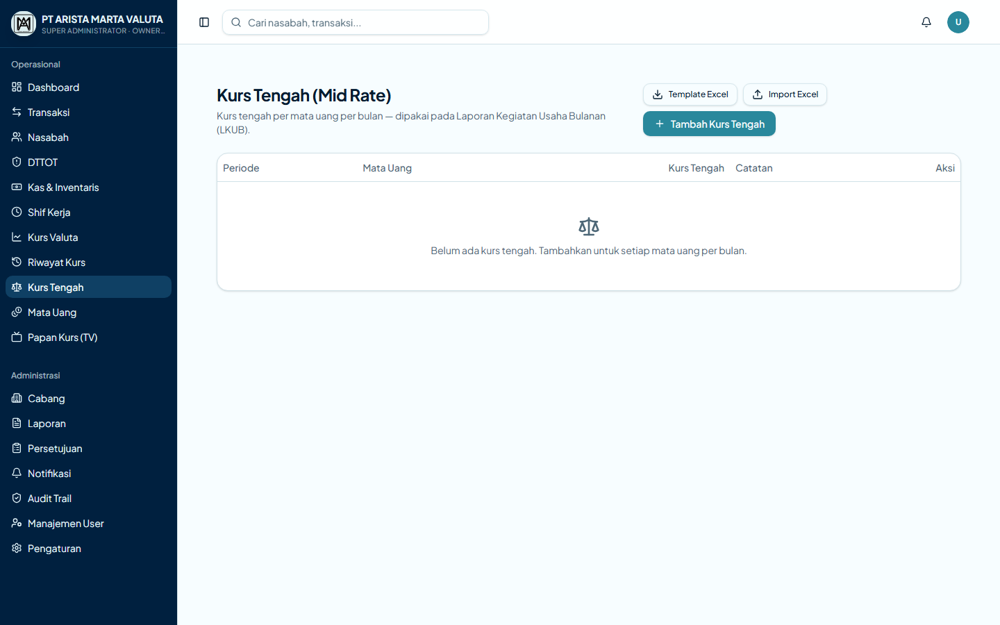 PT ARISTA MARTA VALUTA
SUPER ADMINISTRATOR · OWNER...
Cari nasabah, transaksi...
U
Operasional
Dashboard
Transaksi
Nasabah
DTTOT
Kas & Inventaris
Shif Kerja
Kurs Valuta
Riwayat Kurs
Kurs Tengah
Mata Uang
Papan Kurs (TV)
Administrasi
Cabang
Laporan
Persetujuan
Notifikasi
Audit Trail
Manajemen User
Pengaturan
Kurs Tengah (Mid Rate)
Kurs tengah per mata uang per bulan — dipakai pada Laporan Kegiatan Usaha Bulanan
(LKUB).
Template Excel
Import Excel
Tambah Kurs Tengah
Periode Mata Uang Kurs Tengah Catatan Aksi
Belum ada kurs tengah. Tambahkan untuk setiap mata uang per bulan.